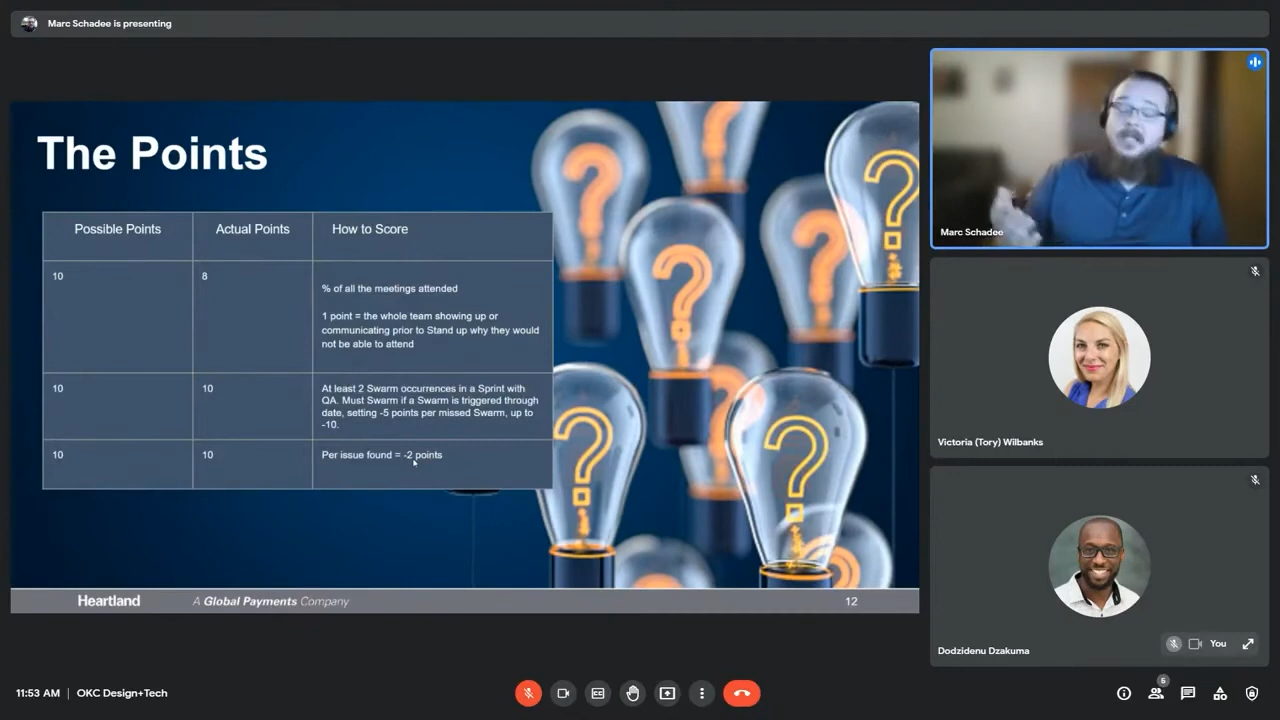 Marc Schadee is presenting
The Points
Possible Points
Actual Points
How to Score
10
8
% of all the meetings attended
1 point = the whole team showing up or
communicating prior to Stand up why they would
not be able to attend
10
10
At least 2 Swarm occurrences in a Sprint with
QA. Must Swarm if a Swarm is triggered through
date, setting -5 points per missed Swarm, up to
-10.
10
10
Per issue found = -2 points
Heartland
A Global Payments Company
12
Marc Schadee
Victoria (Tory) Wilbanks
Dodzidenu Dzakuma
You
11:53 AM | OKC Design+Tech
6